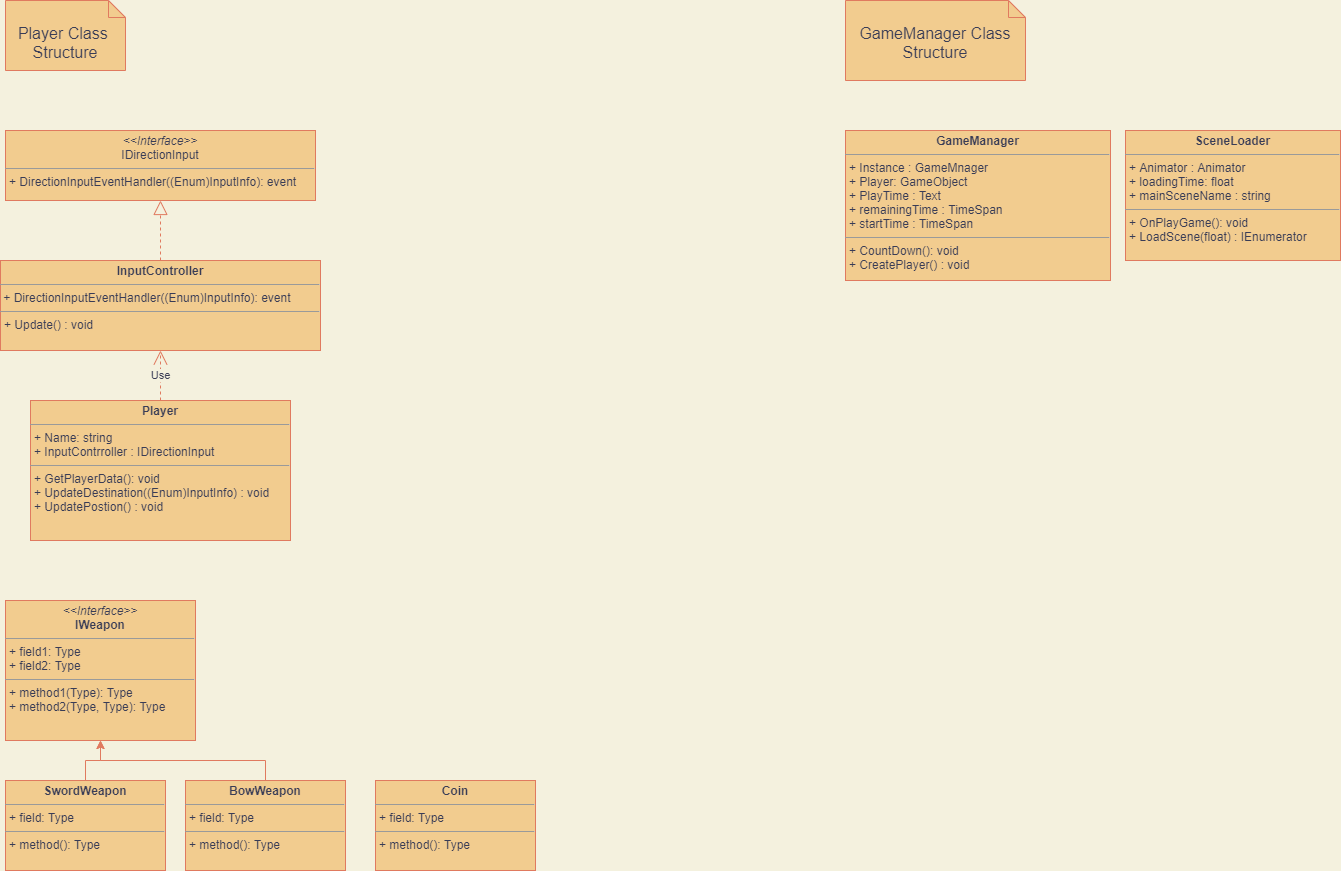 Player Class
Structure
GameManager Class
Structure
<<Interface>>
IDirectionInput
+ DirectionInputEventHandler((Enum)InputInfo): event
InputController
+ DirectionInputEventHandler((Enum)InputInfo): event
+ Update() : void
Use
Player
+ Name: string
+ InputContrroller : IDirectionInput
+ GetPlayerData(): void
+ UpdateDestination((Enum)InputInfo) : void
+ UpdatePostion() : void
<<Interface>>
IWeapon
+ field1: Type
+ field2: Type
+ method1(Type): Type
+ method2(Type, Type): Type
SwordWeapon
+ field: Type
+ method(): Type
BowWeapon
+ field: Type
+ method(): Type
Coin
+ field: Type
+ method(): Type
GameManager
+ Instance : GameMnager
+ Player: GameObject
+ PlayTime : Text
+ remainingTime : TimeSpan
+ startTime : TimeSpan
+ CountDown(): void
+ CreatePlayer() : void
SceneLoader
+ Animator : Animator
+ loadingTime: float
+ mainSceneName : string
+ OnPlayGame(): void
+ LoadScene(float) : IEnumerator